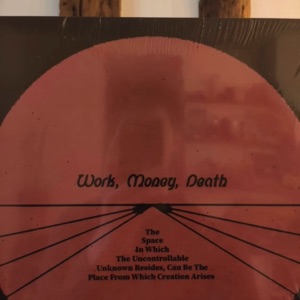 Work, Money, Death
The
Space
In Which
The Uncontrollable
Unknown Resides, Can Be The
Place From Which Creation Arises